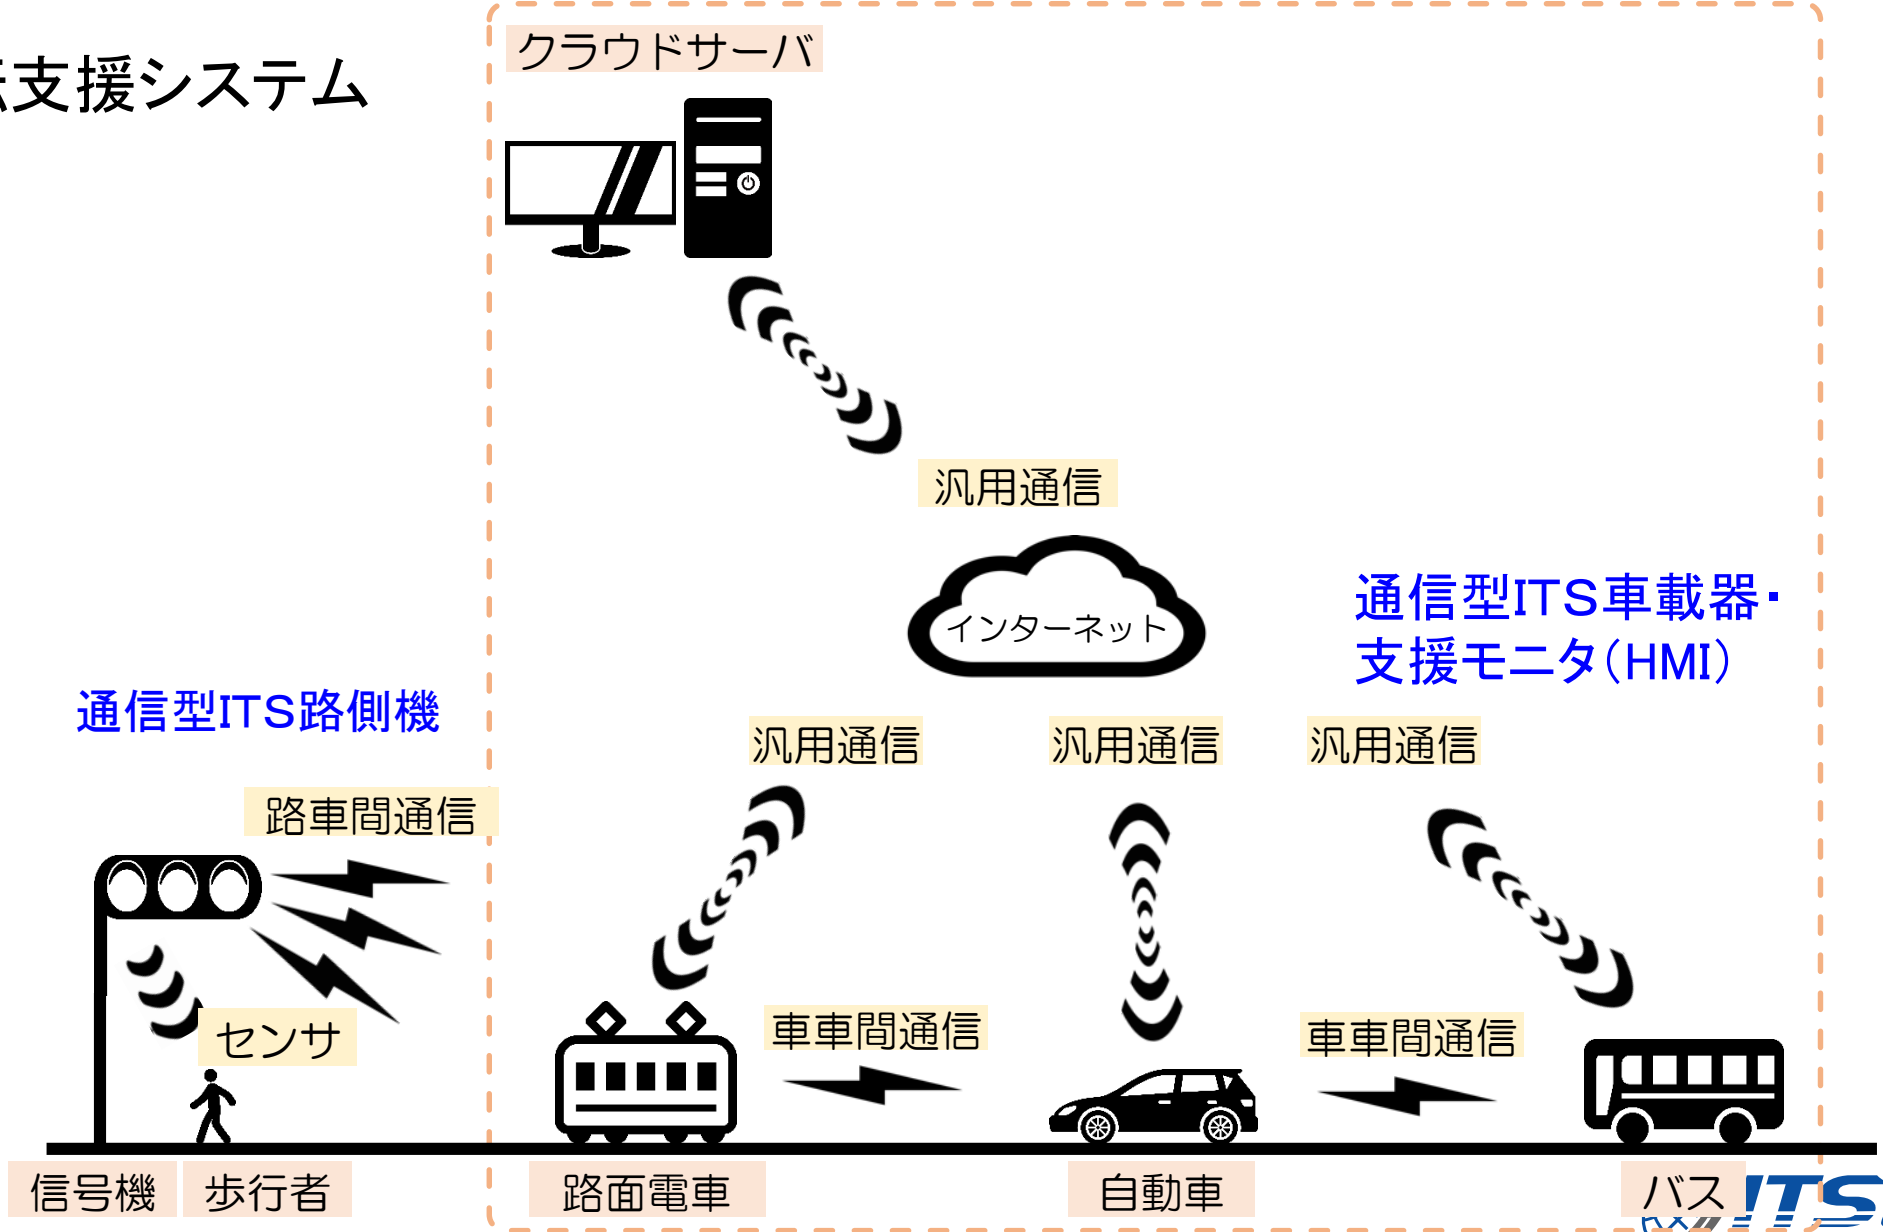 支援システム
クラウドサーバ
汎用通信
インターネット
通信型ITS車載器・
支援モニタ(HMI)
通信型ITS路側機
汎用通信
汎用通信
汎用通信
路車間通信
センサ
車車間通信
車車間通信
信号機
歩行者
路面電車
自動車
バス
ITS